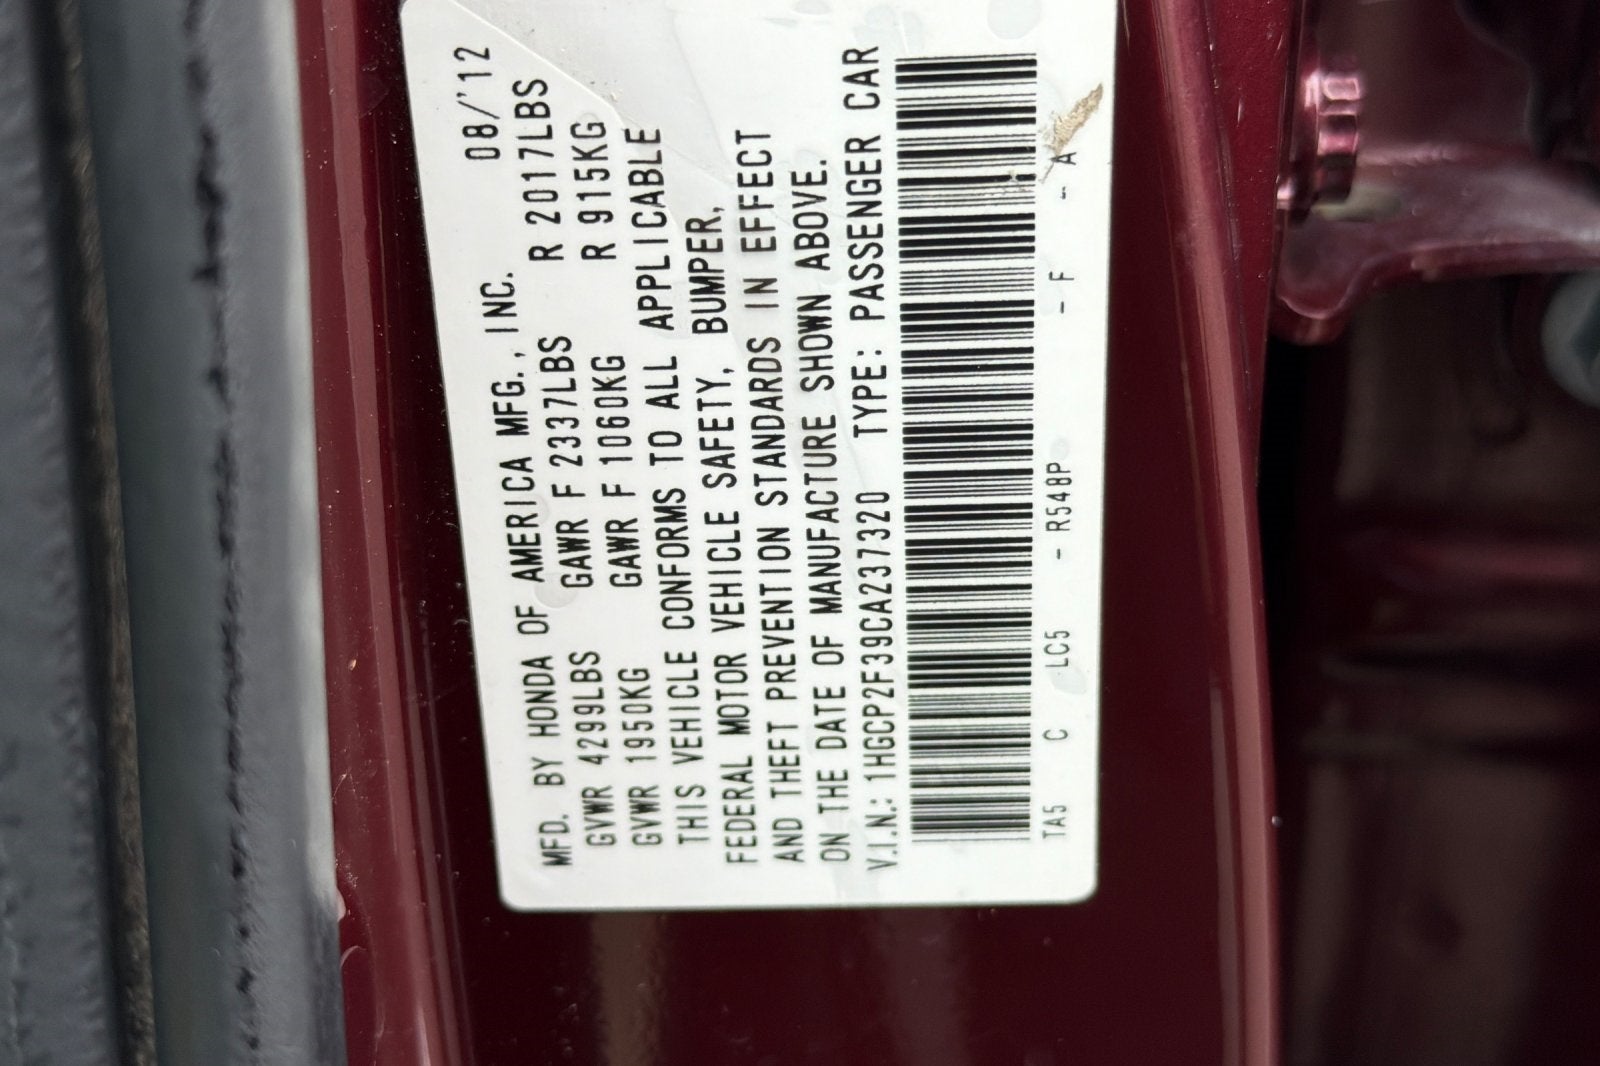 MFD. BY HONDA OF AMERICA MFG., INC. 08/'12
GVWR 4299LBS GAWR F 2337LBS R 2017LBS
GVWR 1950KG GAWR F 1060KG R 915KG
THIS VEHICLE CONFORMS TO ALL APPLICABLE
FEDERAL MOTOR VEHICLE SAFETY, BUMPER,
AND THEFT PREVENTION STANDARDS IN EFFECT
ON THE DATE OF MANUFACTURE SHOWN ABOVE.
V.I.N.: 1HGCP2F39CA237320 TYPE: PASSENGER CAR
TA5 C LC5 - R548P - F - A